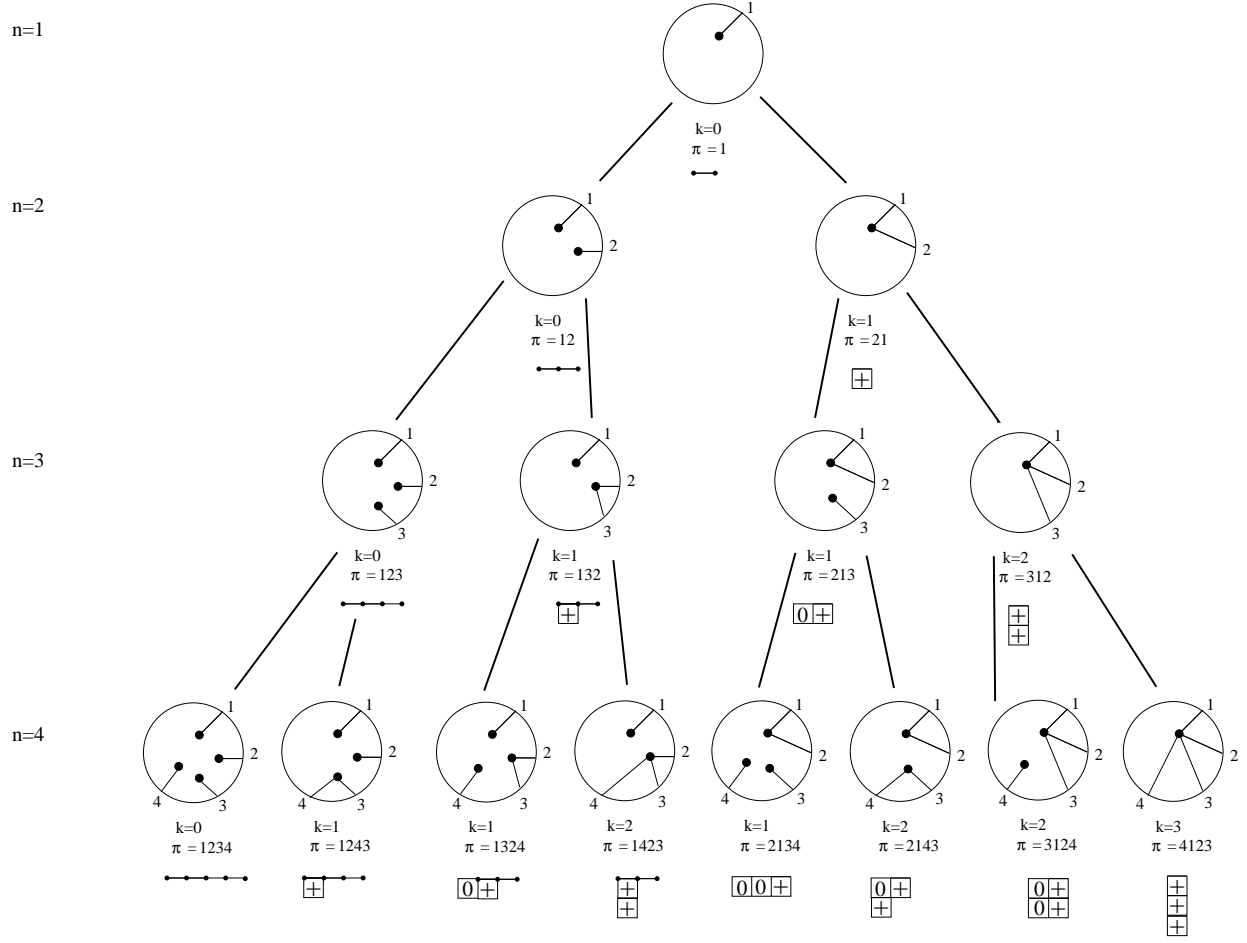 n=1
1
k=0
π = 1
n=2
1
2
1
2
k=0
π = 12
k=1
π = 21
+
n=3
1
2
3
1
2
3
1
2
3
1
2
3
k=0
π = 123
k=1
π = 132
+
k=1
π = 213
0 +
k=2
π = 312
+
+
n=4
1
2
3
4
1
2
3
4
1
2
3
4
1
2
3
4
1
2
3
4
1
2
3
4
1
2
3
4
1
2
3
4
k=0
π = 1234
k=1
π = 1243
+
k=1
π = 1324
0 +
k=2
π = 1423
+
+
k=1
π = 2134
0 0 +
k=2
π = 2143
0 +
+
k=2
π = 3124
0 +
0 +
k=3
π = 4123
+
+
+